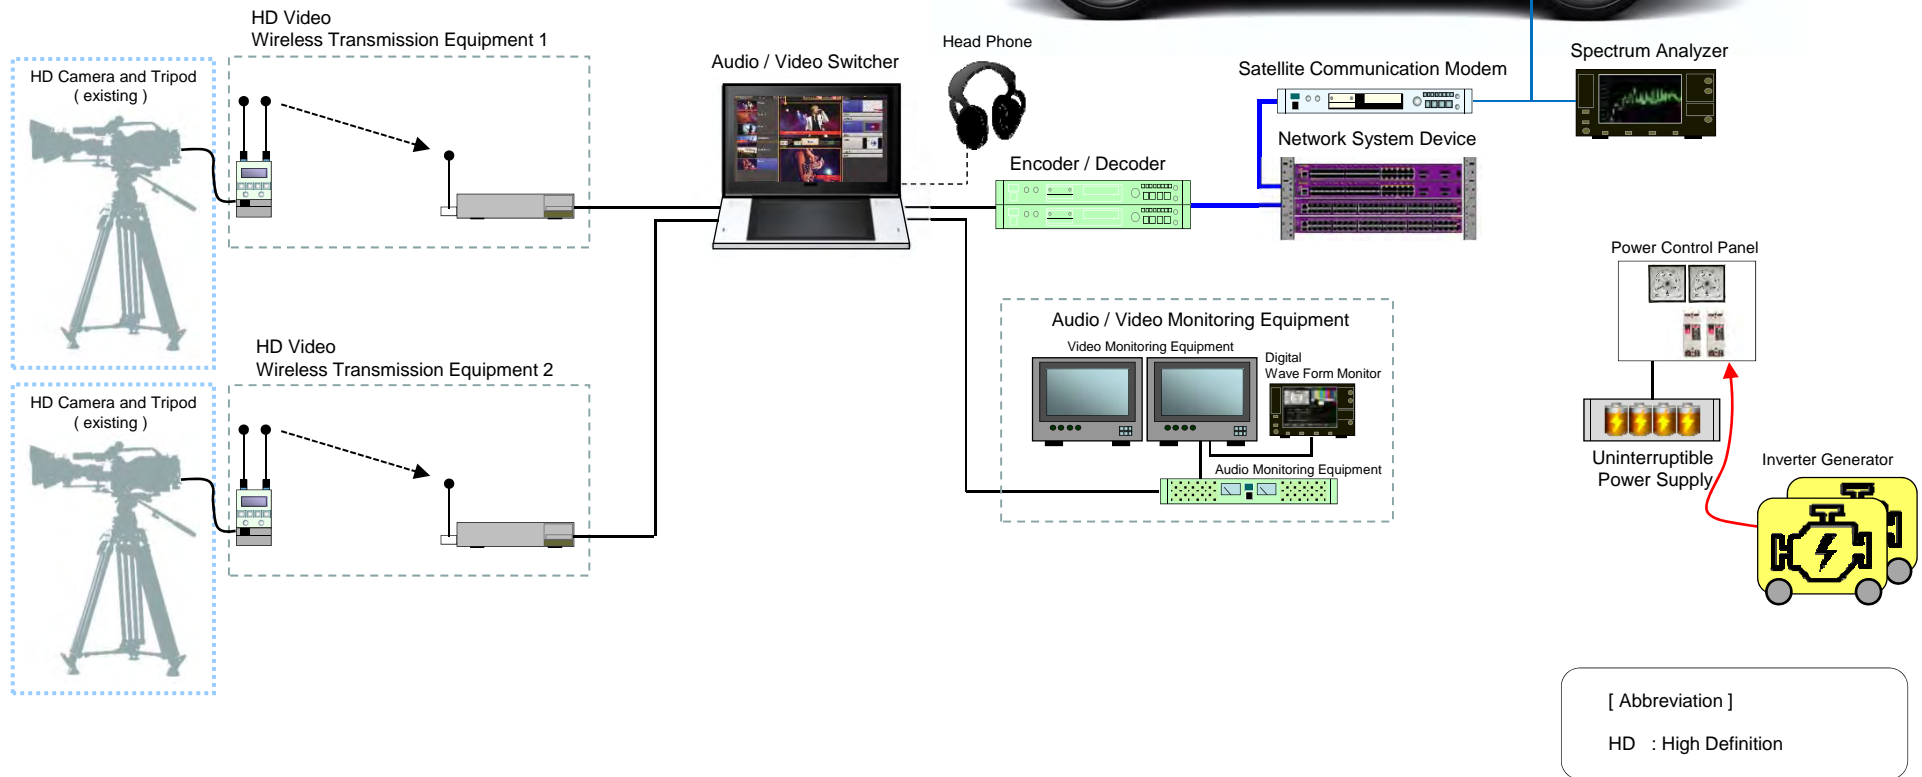 HD Video
Wireless Transmission Equipment 1
HD Camera and Tripod
( existing )
Audio / Video Switcher
Head Phone
Encoder / Decoder
Satellite Communication Modem
Network System Device
Spectrum Analyzer
Power Control Panel
Audio / Video Monitoring Equipment
Video Monitoring Equipment
Digital
Wave Form Monitor
Audio Monitoring Equipment
HD Video
Wireless Transmission Equipment 2
HD Camera and Tripod
( existing )
Uninterruptible
Power Supply
Inverter Generator
[ Abbreviation ]
HD : High Definition